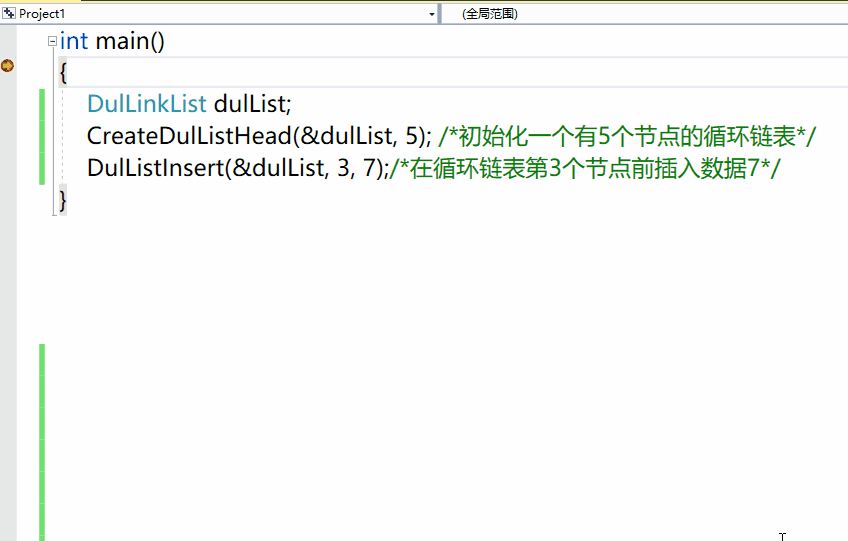 Project1
(全局范围)
int main()
{
DulLinkList dulList;
CreateDulListHead(&dulList, 5); /*初始化一个有5个节点的循环链表*/
DulListInsert(&dulList, 3, 7);/*在循环链表第3个节点前插入数据7*/
}